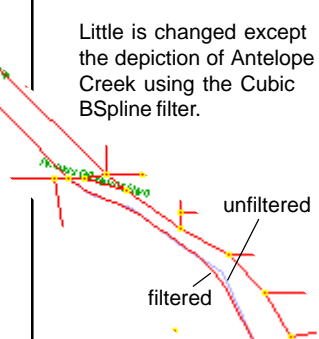 Little is changed except
the depiction of Antelope
Creek using the Cubic
BSpline filter.
unfiltered
filtered